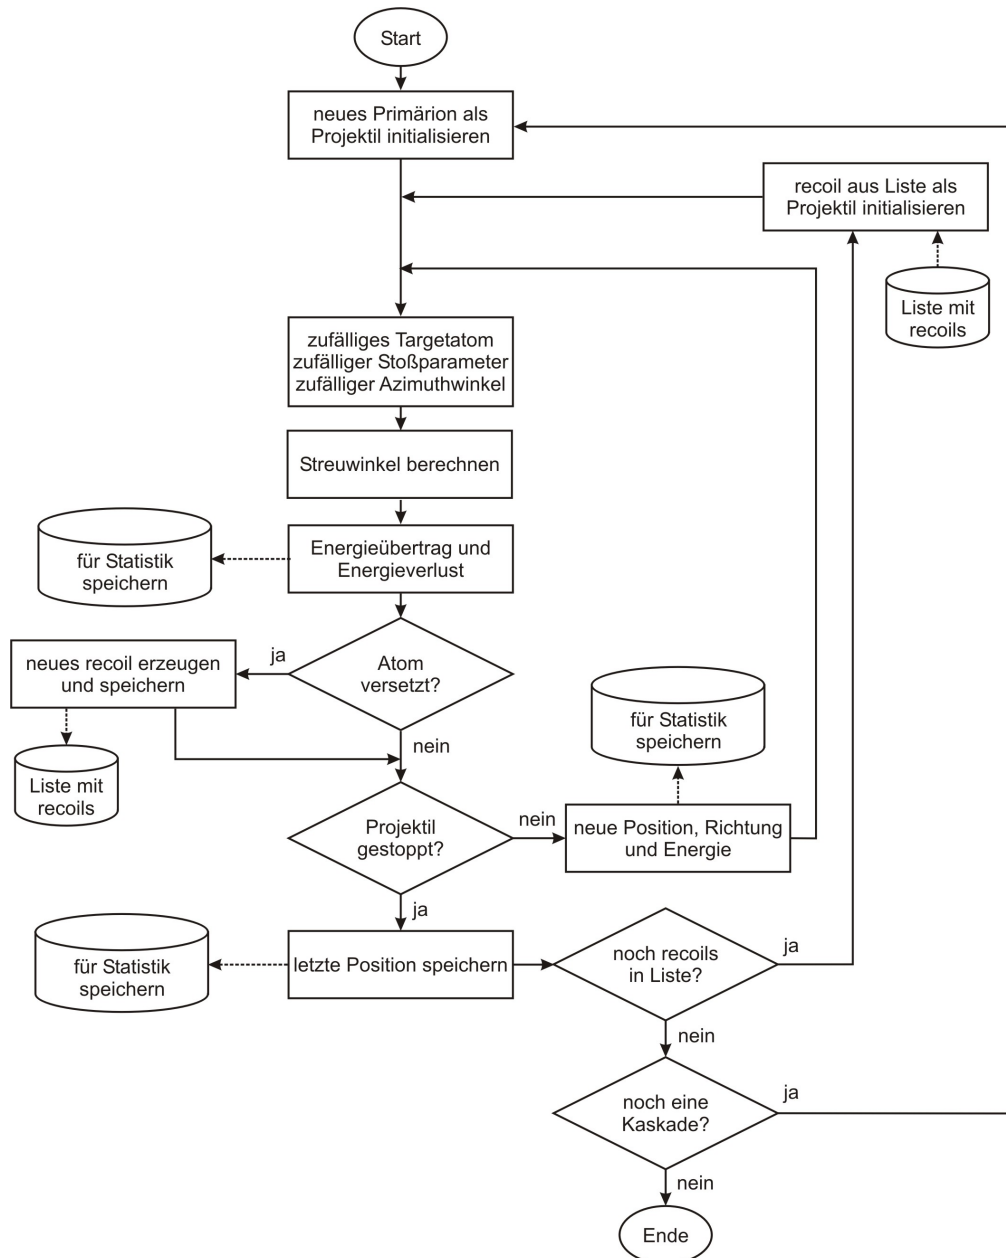 Start
neues Primärion als
Projektil initialisieren
recoil aus Liste als
Projektil initialisieren
Liste mit
recoils
zufälliges Targetatom
zufälliger Stoßparameter
zufälliger Azimuthwinkel
Streuwinkel berechnen
Energieübertrag und
Energieverlust
für Statistik
speichern
Atom
versetzt?
ja
neues recoil erzeugen
und speichern
Liste mit
recoils
nein
für Statistik
speichern
Projektil
gestoppt?
nein
neue Position, Richtung
und Energie
ja
letzte Position speichern
für Statistik
speichern
noch recoils
in Liste?
ja
nein
noch eine
Kaskade?
ja
nein
Ende